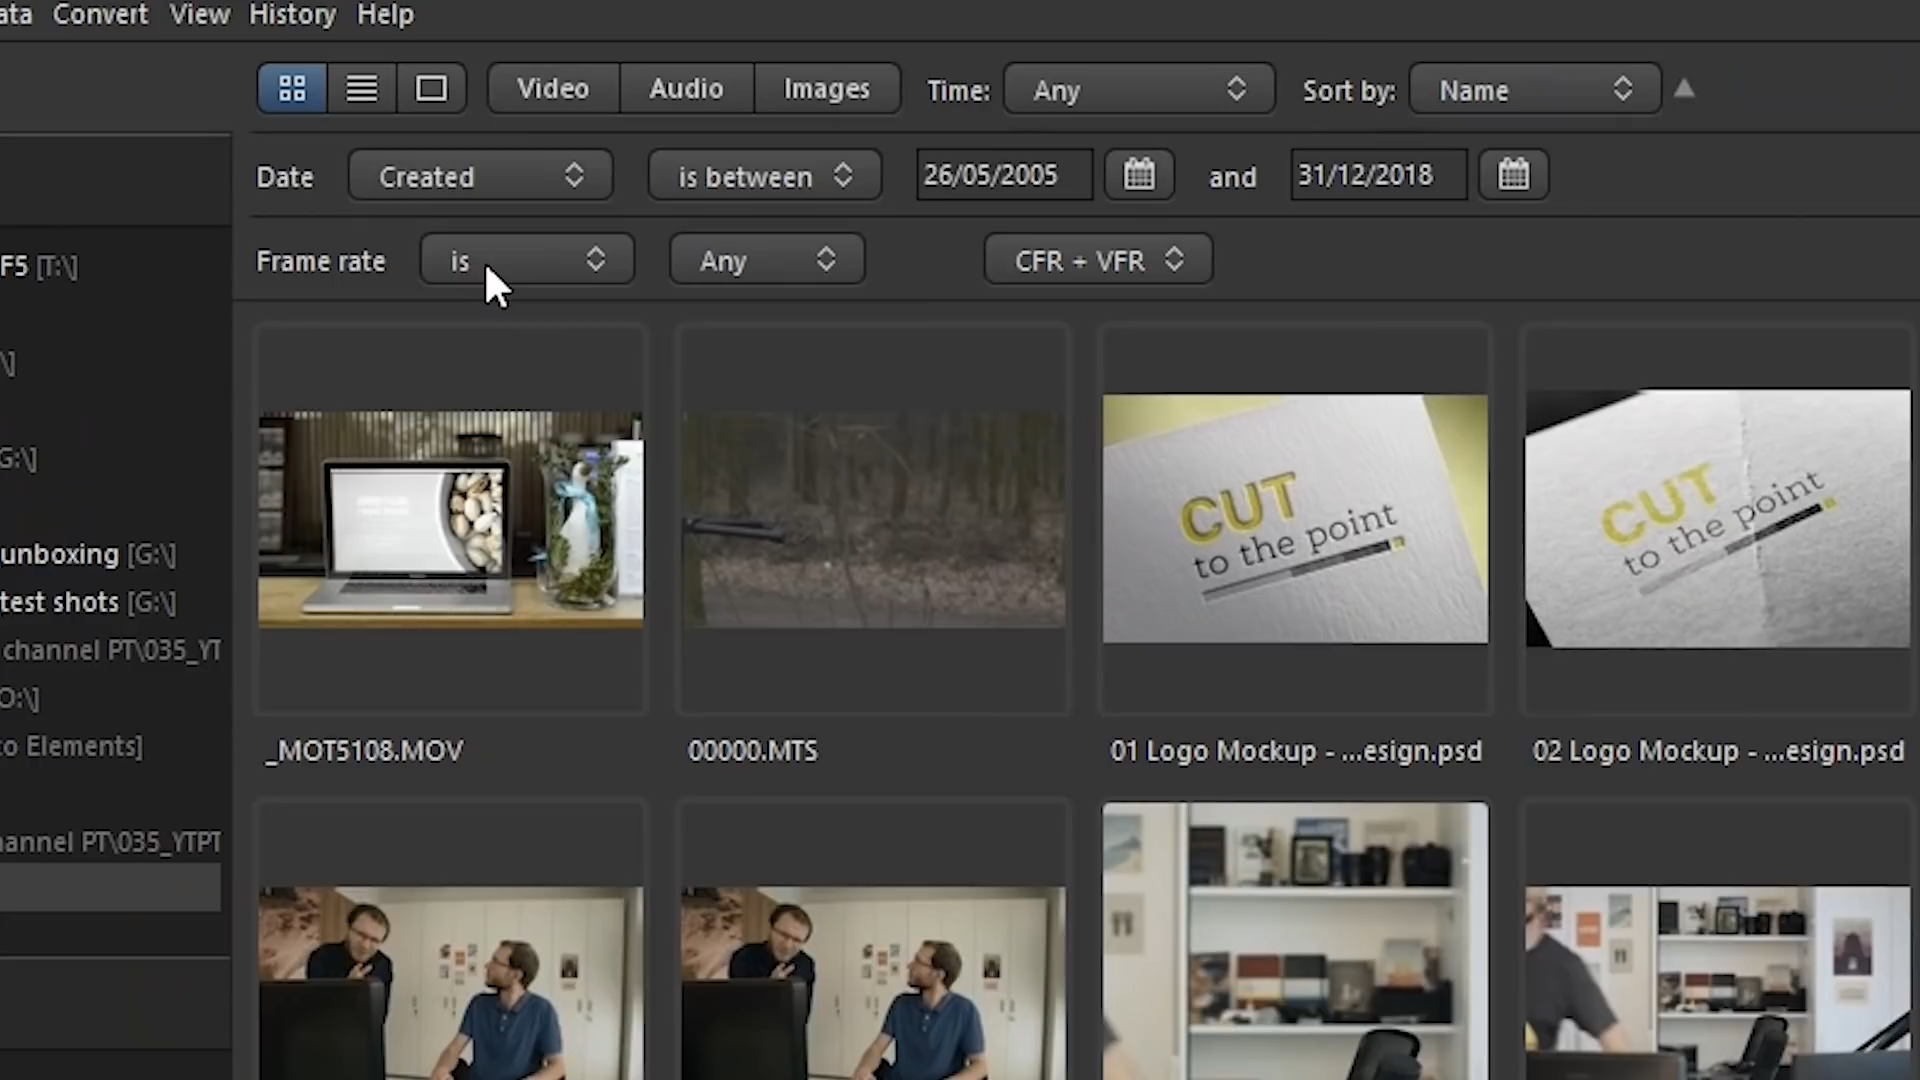 ata Convert View History Help
Video Audio Images Time: Any Sort by: Name
Date Created is between 26/05/2005 and 31/12/2018
Frame rate is Any CFR + VFR
F5 [T:\]
\]
G:\]
unboxing [G:\]
test shots [G:\]
channel PT\035_YT
O:\]
to Elements]
hannel PT\035_YTPT
CUT
to the point
CUT
to the point
_MOT5108.MOV
00000.MTS
01 Logo Mockup - ...esign.psd
02 Logo Mockup - ...esign.psd